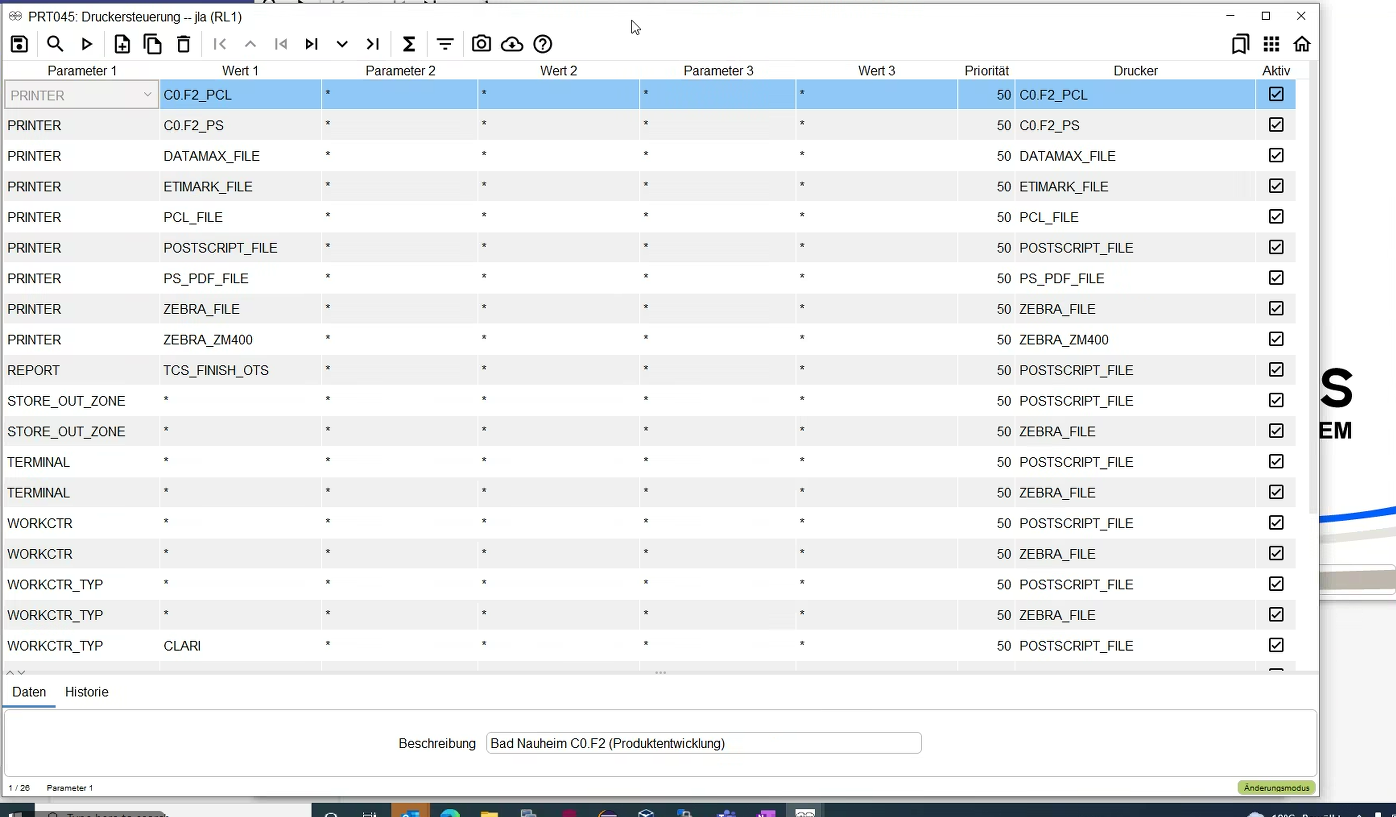 PRT045: Druckersteuerung -- jla (RL1)
Parameter 1 Wert 1 Parameter 2 Wert 2 Parameter 3 Wert 3 Priorität Drucker Aktiv
PRINTER C0.F2_PCL * * * * 50 C0.F2_PCL
PRINTER C0.F2_PS * * * * 50 C0.F2_PS
PRINTER DATAMAX_FILE * * * * 50 DATAMAX_FILE
PRINTER ETIMARK_FILE * * * * 50 ETIMARK_FILE
PRINTER PCL_FILE * * * * 50 PCL_FILE
PRINTER POSTSCRIPT_FILE * * * * 50 POSTSCRIPT_FILE
PRINTER PS_PDF_FILE * * * * 50 PS_PDF_FILE
PRINTER ZEBRA_FILE * * * * 50 ZEBRA_FILE
PRINTER ZEBRA_ZM400 * * * * 50 ZEBRA_ZM400
REPORT TCS_FINISH_OTS * * * * 50 POSTSCRIPT_FILE
STORE_OUT_ZONE * * * * * 50 POSTSCRIPT_FILE
STORE_OUT_ZONE * * * * * 50 ZEBRA_FILE
TERMINAL * * * * * 50 POSTSCRIPT_FILE
TERMINAL * * * * * 50 ZEBRA_FILE
WORKCTR * * * * * 50 POSTSCRIPT_FILE
WORKCTR * * * * * 50 ZEBRA_FILE
WORKCTR_TYP * * * * * 50 POSTSCRIPT_FILE
WORKCTR_TYP * * * * * 50 ZEBRA_FILE
WORKCTR_TYP CLARI * * * * 50 POSTSCRIPT_FILE
S
EM
Daten Historie
Beschreibung Bad Nauheim C0.F2 (Produktentwicklung)
1 / 26 Parameter 1 Änderungsmodus